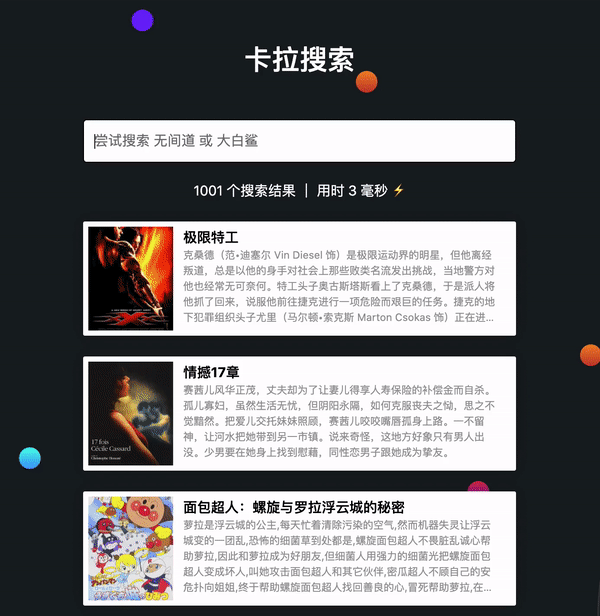 卡拉搜索
尝试搜索 无间道 或 大白鲨
1001 个搜索结果 | 用时 3 毫秒 ⚡
极限特工
克桑德（范•迪塞尔 Vin Diesel 饰）是极限运动界的明星，但他离经
叛道，总是以他的身手对社会上那些败类名流发出挑战，当地警方对
他也经常无可奈何。特工头子奥古斯塔斯看上了克桑德，于是派人将
他抓了回来，说服他前往捷克进行一项危险而艰巨的任务。捷克的地
下犯罪组织头子尤里（马尔顿•索克斯 Marton Csokas 饰）正在进...
情撼17章
赛茜儿风华正茂，丈夫却为了让妻儿得享人寿保险的补偿金而自杀。
孤儿寡妇，虽然生活无忧，但阴阳永隔，如何克服丧夫之恸，思之不
觉黯然。把爱儿交托妹妹照顾，赛茜儿咬咬嘴唇孤身上路。一不留
神，让河水把她带到另一市镇。说来奇怪，这地方好象只有男人出
没。少男要在她身上找到慰藉，同性恋男子跟她成为挚友。
17 fois
Cécile Cassard
面包超人：螺旋与罗拉浮云城的秘密
萝拉是浮云城的公主,每天忙着清除污染的空气,然而机器失灵让浮云
城变的一团乱,恐怖的细菌草到处都是,螺旋面包超人不畏脏乱诚心帮
助萝拉,因此和萝拉成为好朋友,但细菌人用强力的细菌光把螺旋面包
超人变成坏人,叫她攻击面包超人和其它伙伴,密瓜超人不顾自己的安
危扑向姐姐,终于帮助螺旋面包超人找回善良的心,冒死帮助萝拉,在...